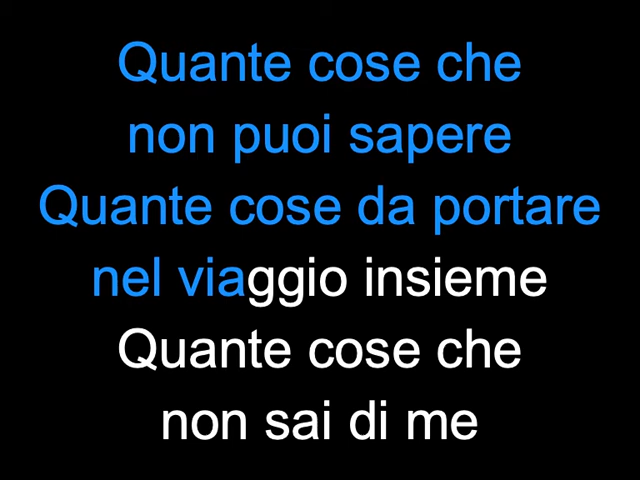 Quante cose che
non puoi sapere
Quante cose da portare
nel viaggio insieme
Quante cose che
non sai di me